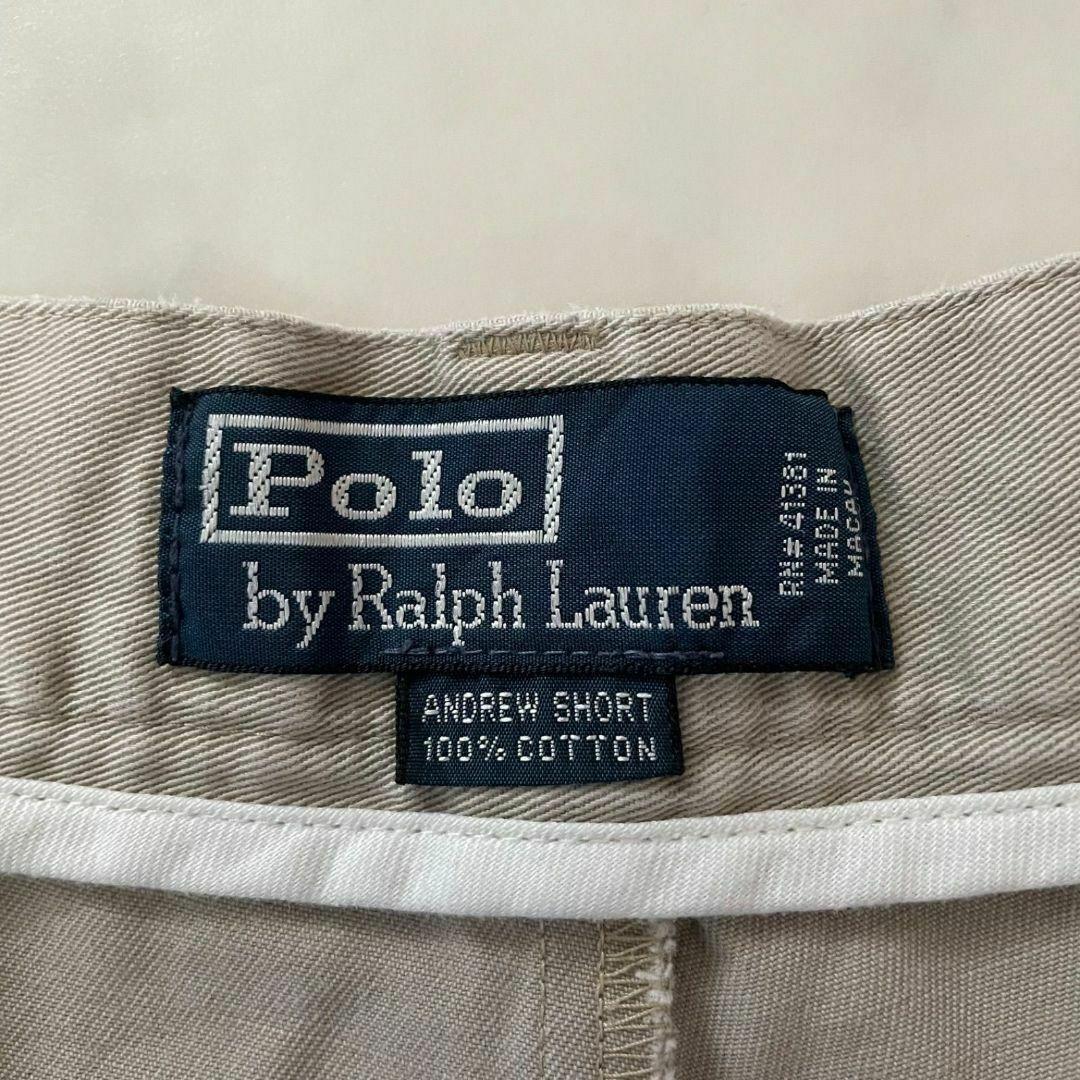 Polo
by Ralph Lauren
RN# 41381
MADE IN
MACAU
ANDREW SHORT
100% COTTON